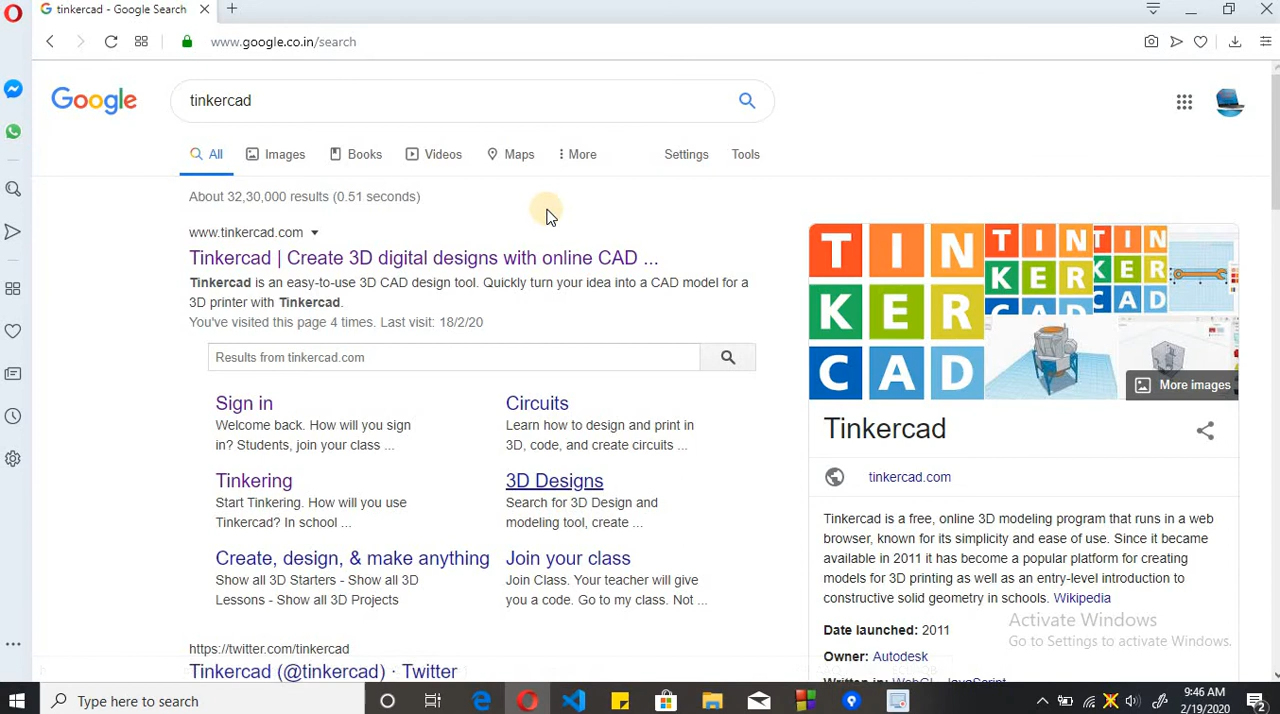 tinkercad - Google Search
www.google.co.in/search
Google
tinkercad
All
Images
Books
Videos
Maps
More
Settings
Tools
About 32,30,000 results (0.51 seconds)
www.tinkercad.com
Tinkercad | Create 3D digital designs with online CAD ...
Tinkercad is an easy-to-use 3D CAD design tool. Quickly turn your idea into a CAD model for a
3D printer with Tinkercad.
You've visited this page 4 times. Last visit: 18/2/20
Results from tinkercad.com
Sign in
Welcome back. How will you sign
in? Students, join your class ...
Circuits
Learn how to design and print in
3D, code, and create circuits ...
Tinkering
Start Tinkering. How will you use
Tinkercad? In school ...
3D Designs
Search for 3D Design and
modeling tool, create ...
Create, design, & make anything
Show all 3D Starters - Show all 3D
Lessons - Show all 3D Projects
Join your class
Join Class. Your teacher will give
you a code. Go to my class. Not ...
https://twitter.com/tinkercad
Tinkercad (@tinkercad) · Twitter
TIN
KER
CAD
TIN
KER
CAD
TIN
KER
CAD
More images
Tinkercad
tinkercad.com
Tinkercad is a free, online 3D modeling program that runs in a web
browser, known for its simplicity and ease of use. Since it became
available in 2011 it has become a popular platform for creating
models for 3D printing as well as an entry-level introduction to
constructive solid geometry in schools. Wikipedia
Date launched: 2011
Owner: Autodesk
Written in: WebGL, JavaScript
Activate Windows
Go to Settings to activate Windows.
Type here to search
9:46 AM
2/19/2020
2